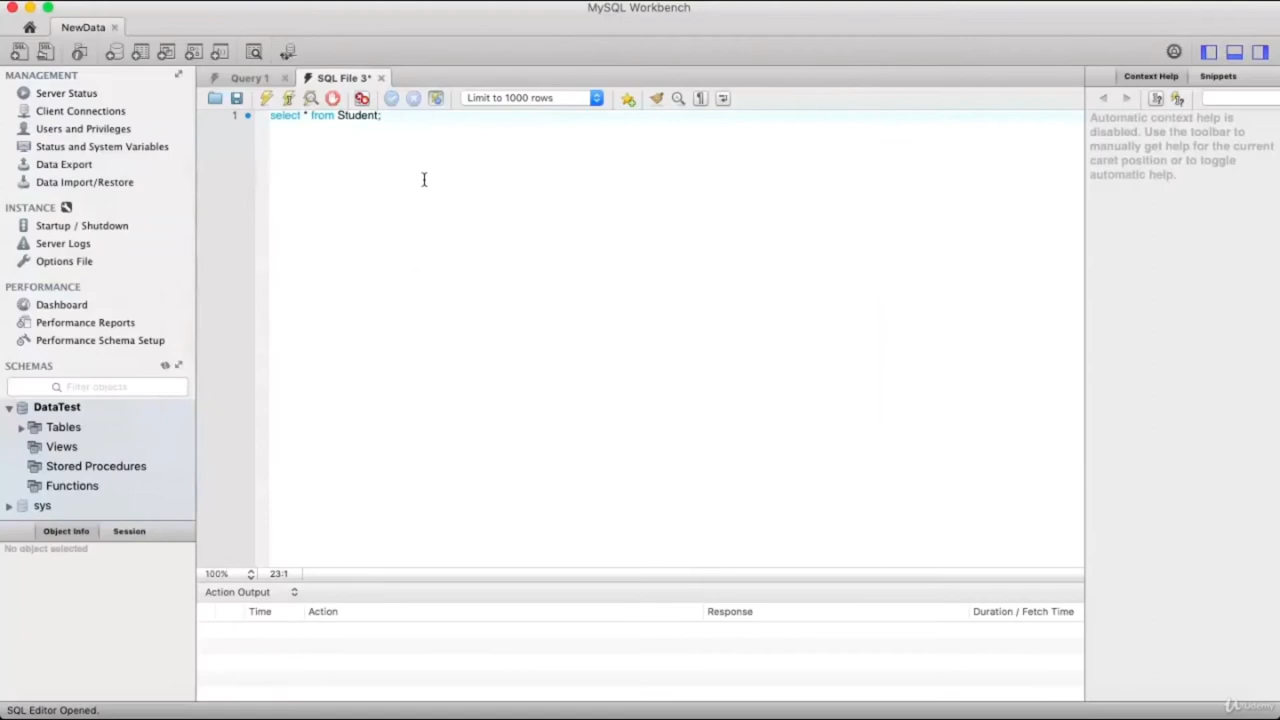 MySQL Workbench
NewData
Query 1
SQL File 3*
Context Help
Snippets
MANAGEMENT
Server Status
Client Connections
Users and Privileges
Status and System Variables
Data Export
Data Import/Restore
INSTANCE
Startup / Shutdown
Server Logs
Options File
PERFORMANCE
Dashboard
Performance Reports
Performance Schema Setup
SCHEMAS
Filter objects
DataTest
Tables
Views
Stored Procedures
Functions
sys
Object Info
Session
No object selected
Limit to 1000 rows
1
select * from Student;
100%
23:1
Action Output
Time
Action
Response
Duration / Fetch Time
Automatic context help is
disabled. Use the toolbar to
manually get help for the current
caret position or to toggle
automatic help.
SQL Editor Opened.
Udemy